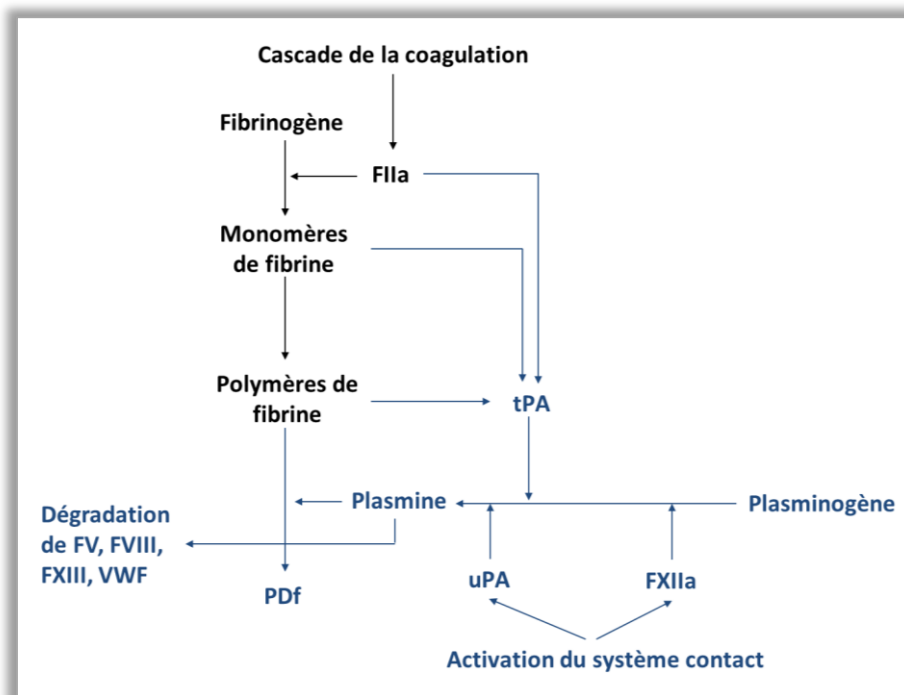 Cascade de la coagulation
Fibrinogène
FIIa
Monomères
de fibrine
Polymères de
fibrine
tPA
Plasmine
Plasminogène
Dégradation
de FV, FVIII,
FXIII, VWF
PDf
uPA
FXIIa
Activation du système contact